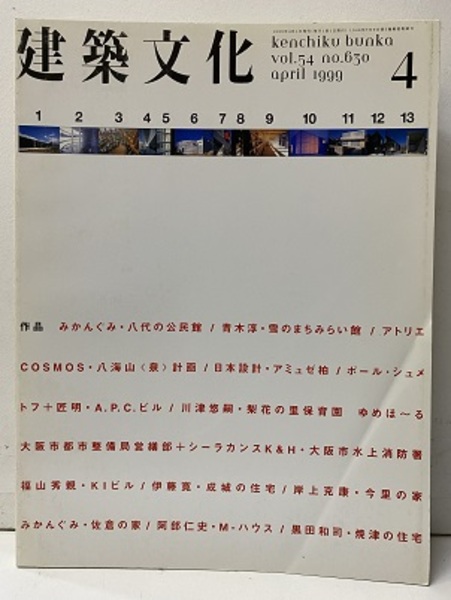 建築文化
kenchiku bunka
vol.54 no.630
april 1999
4
1 2 3 4 5 6 7 8 9 10 11 12 13
作品 みかんぐみ・八代の公民館 / 青木淳・雪のまちみらい館 / アトリエ
COSMOS・八海山〈泉〉計画 / 日本設計・アミュゼ柏 / ポール・シュメ
トフ＋匠明・A.P.C.ビル / 川津悠嗣・梨花の里保育園 ゆめほ〜る
大阪市都市整備局営繕部＋シーラカンスK&H・大阪市水上消防署
福山秀親・KIビル / 伊藤寛・成城の住宅 / 岸上克康・今里の家
みかんぐみ・佐倉の家 / 阿部仁史・M-ハウス / 黒田和司・焼津の住宅